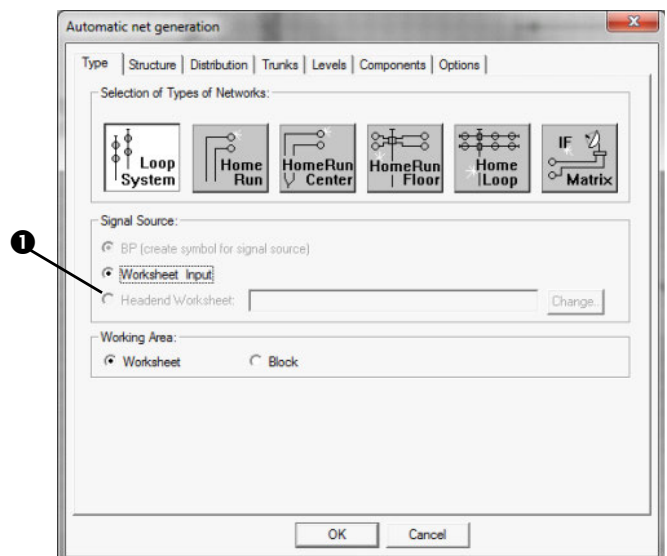 Automatic net generation
x
Type Structure Distribution Trunks Levels Components Options
Selection of Types of Networks:
Loop System
Home Run
HomeRun Center
HomeRun Floor
Home Loop
IF Matrix
Signal Source:
BP (create symbol for signal source)
Worksheet Input
❶
Headend Worksheet:
Change...
Working Area:
Worksheet Block
OK Cancel